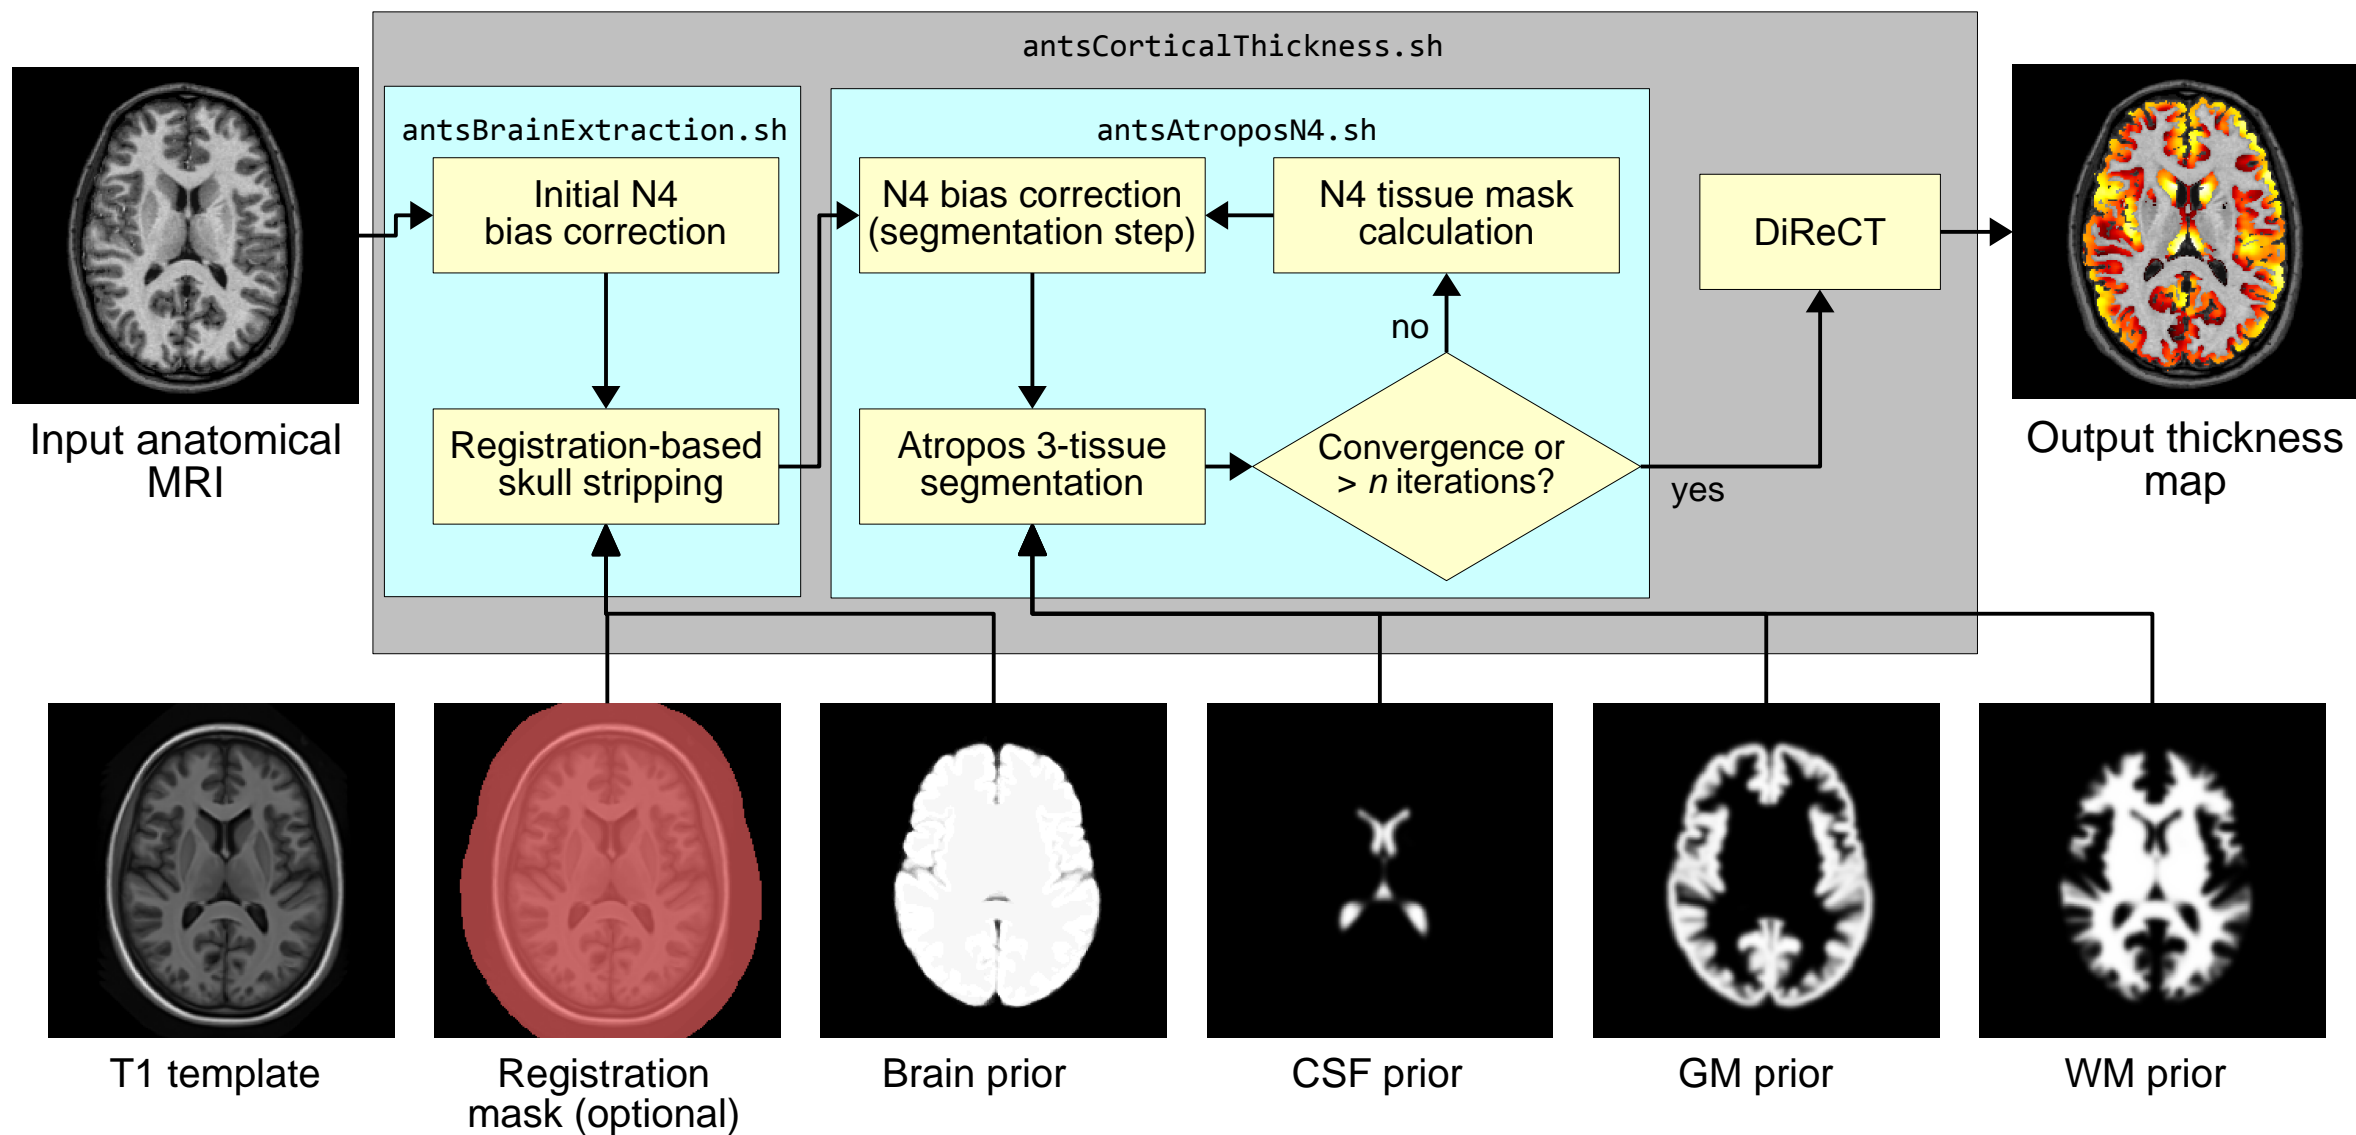 antsCorticalThickness.sh
antsBrainExtraction.sh
antsAtroposN4.sh
Initial N4
bias correction
N4 bias correction
(segmentation step)
N4 tissue mask
calculation
DiReCT
no
Registration-based
skull stripping
Atropos 3-tissue
segmentation
Convergence or
> n iterations?
yes
Input anatomical
MRI
Output thickness
map
T1 template
Registration
mask (optional)
Brain prior
CSF prior
GM prior
WM prior